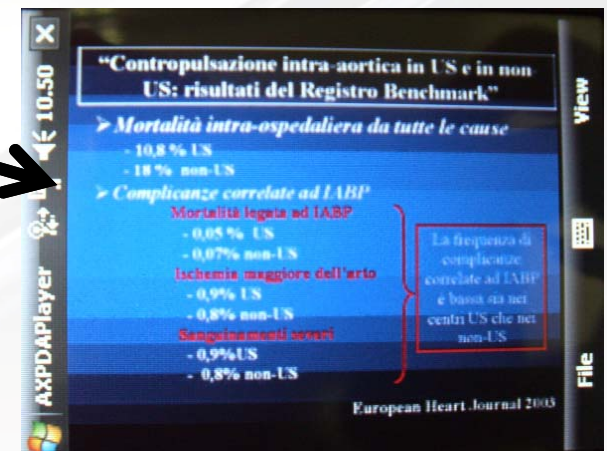 AXPDAPlayer
10.50
“Contropulsazione intra-aortica in US e in non-
US: risultati del Registro Benchmark”
Mortalità intra-ospedaliera da tutte le cause
- 10,8 % US
- 18 % non-US
Complicanze correlate ad IABP
Mortalità legata ad IABP
- 0,05 % US
- 0,07% non-US
Ischemia maggiore dell'arto
- 0,9% US
- 0,8% non-US
Sanguinamenti severi
- 0,9%US
- 0,8% non-US
La frequenza di
complicanze
correlate ad IABP
è bassa sia nei
centri US che nei
non-US
European Heart Journal 2003
View
File